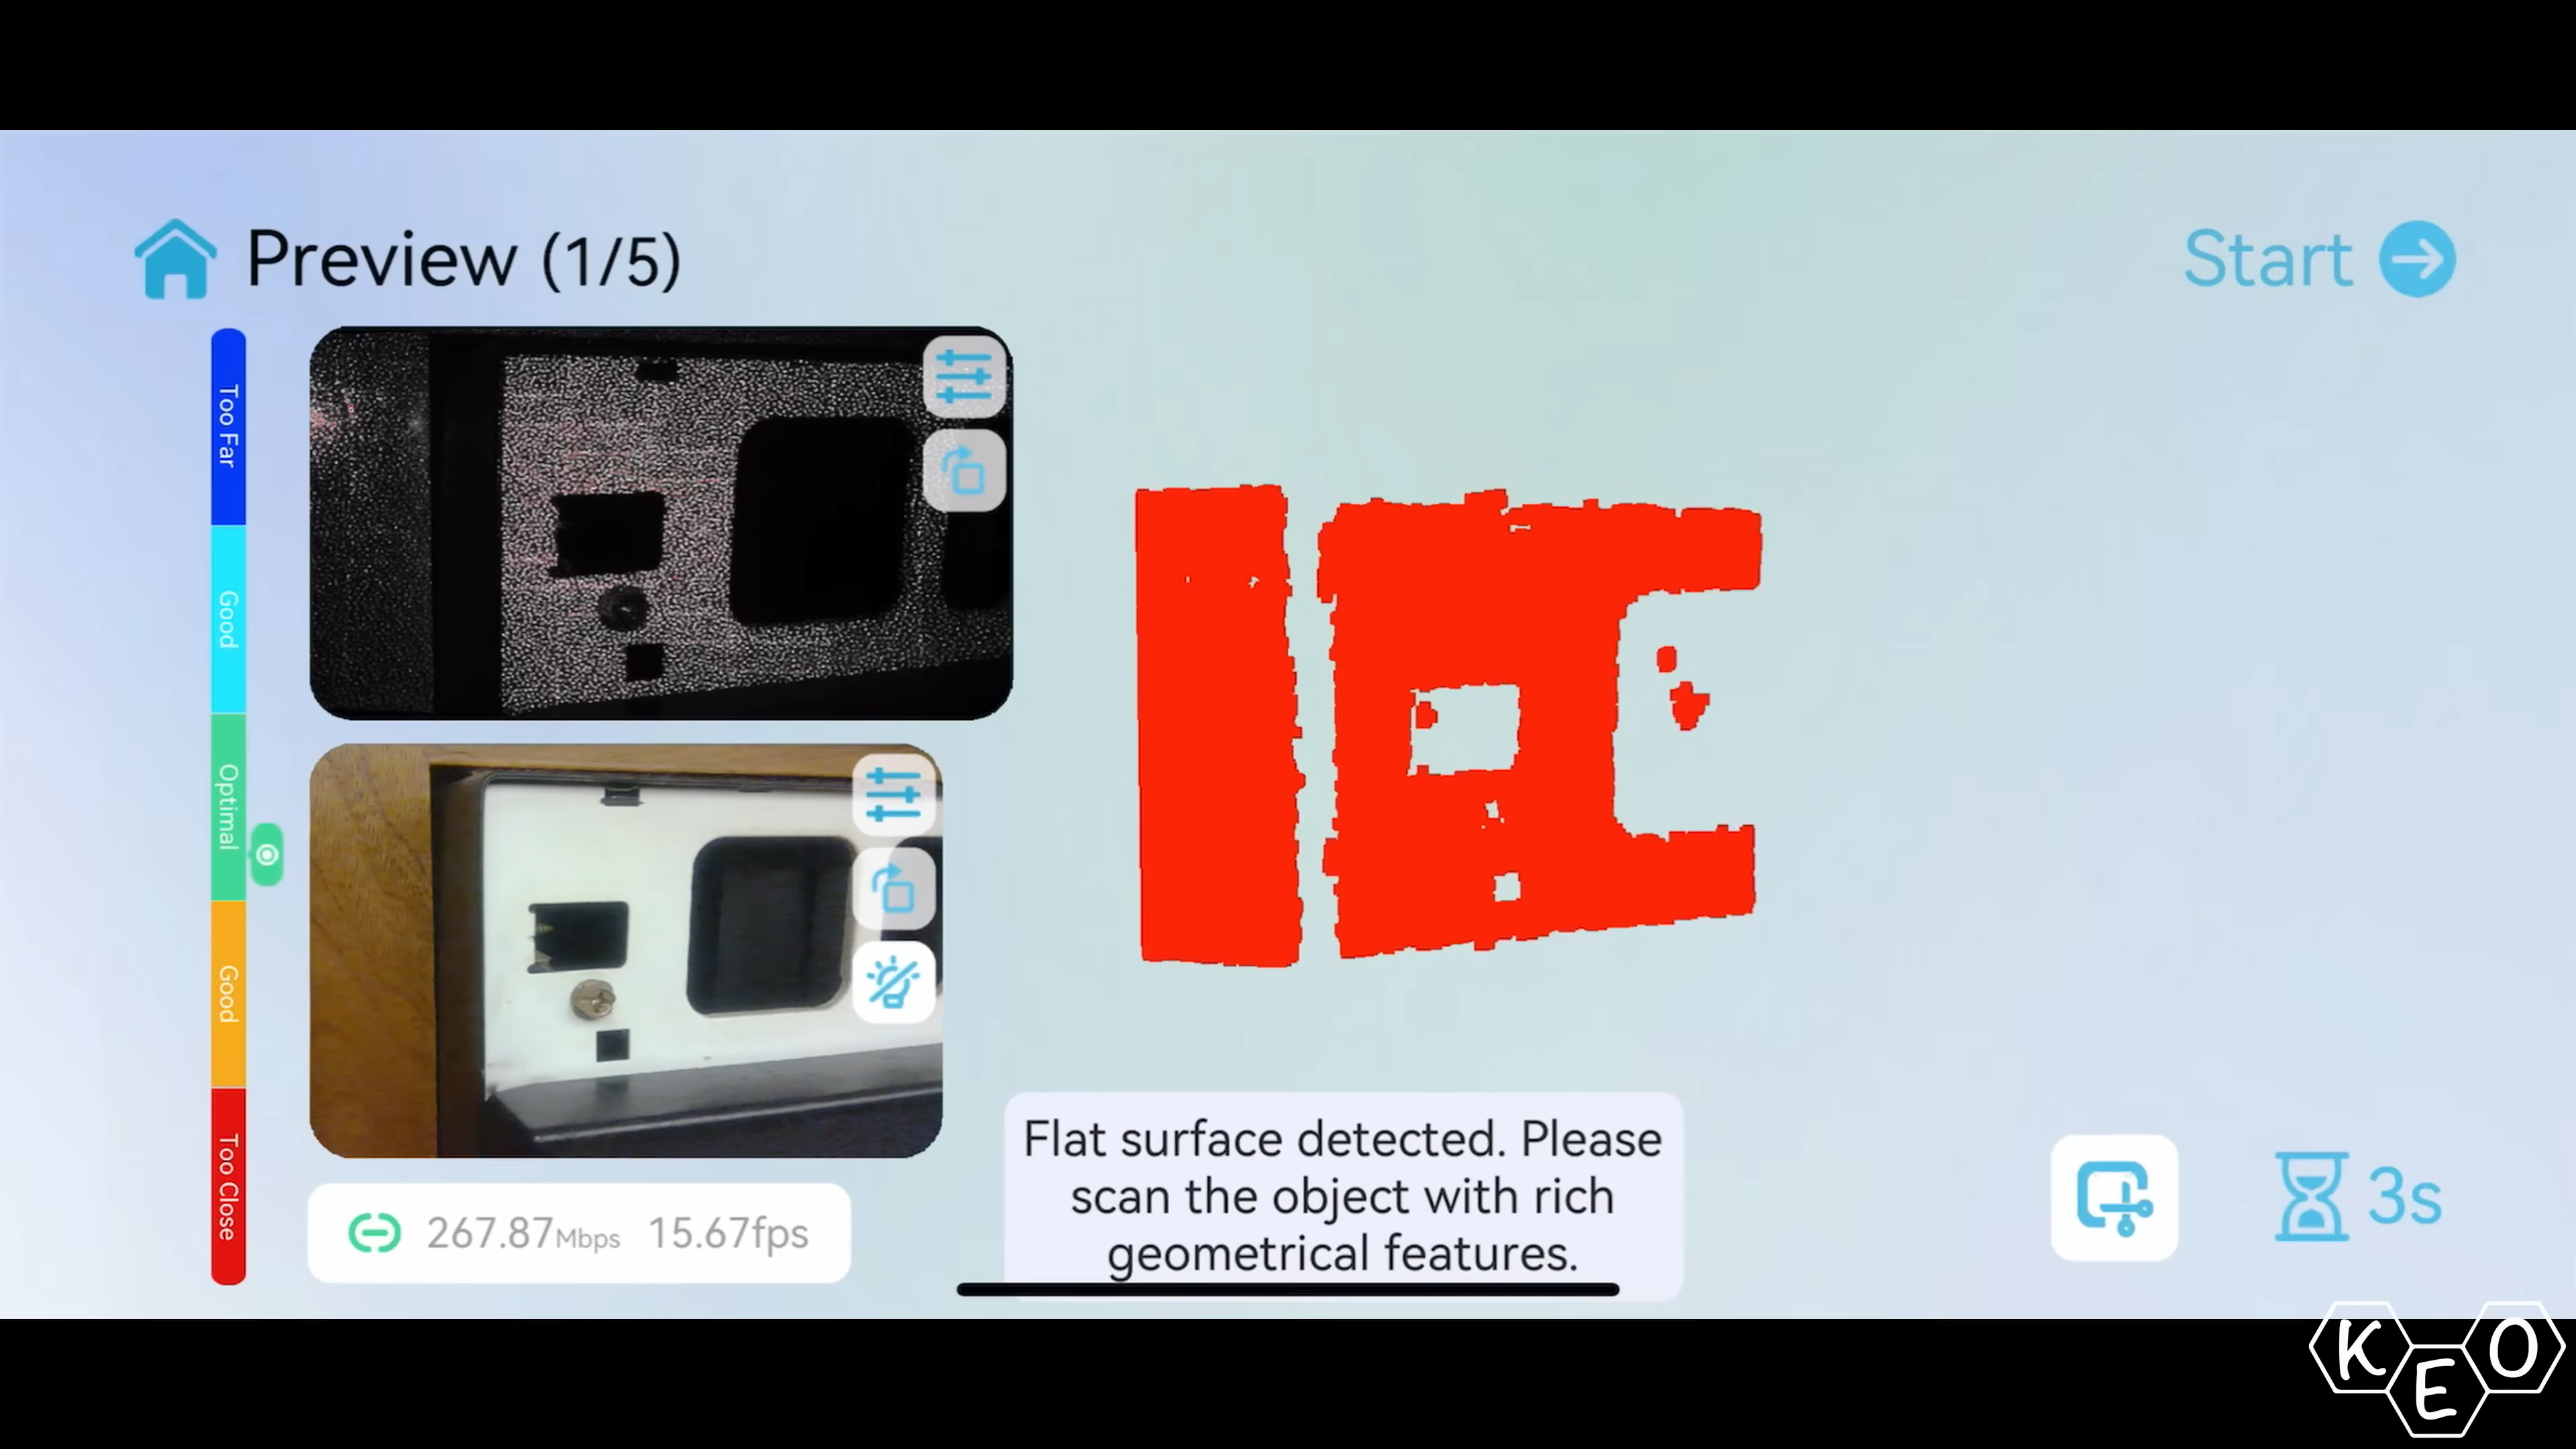 Preview (1/5)
Start
Too Far
Good
Optimal
Good
Too Close
267.87Mbps 15.67fps
Flat surface detected. Please
scan the object with rich
geometrical features.
3s
KEO